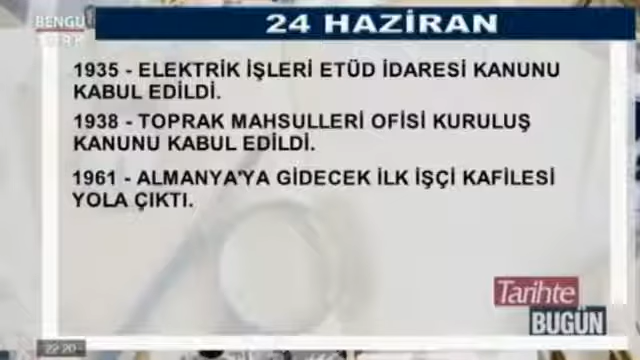 BENGÜ
TÜRK
24 HAZİRAN
1935 - ELEKTRİK İŞLERİ ETÜD İDARESİ KANUNU
KABUL EDİLDİ.
1938 - TOPRAK MAHSULLERİ OFİSİ KURULUŞ
KANUNU KABUL EDİLDİ.
1961 - ALMANYA'YA GİDECEK İLK İŞÇİ KAFİLESİ
YOLA ÇIKTI.
Tarihte
BUGÜN
22:20